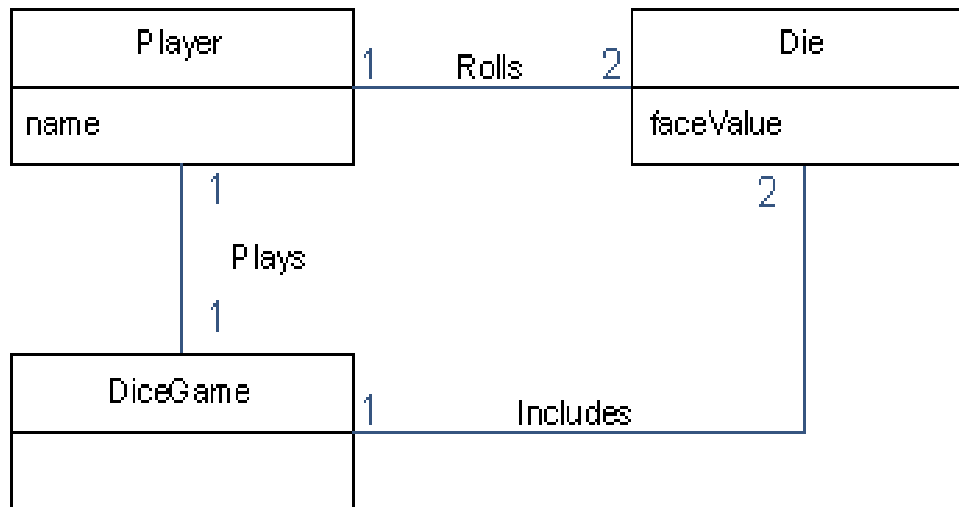 Player
Die
1 Rolls 2
name
faceValue
1
2
Plays
1
DiceGame
1 Includes